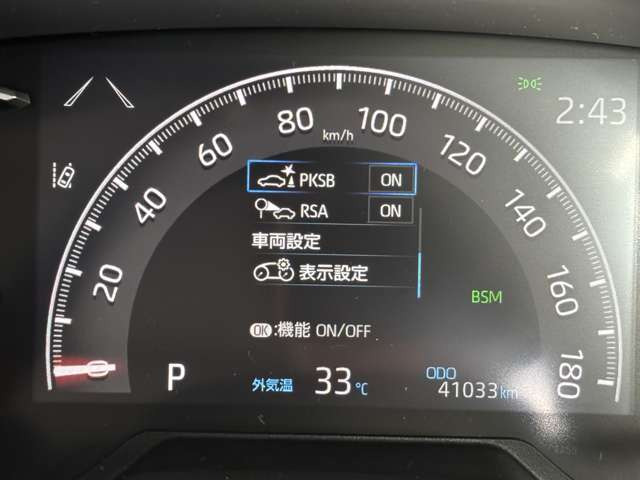 2:43
0
20
40
60
80
100
120
140
160
180
km/h
PKSB ON
RSA ON
車両設定
表示設定
BSM
OK:機能 ON/OFF
P
外気温 33℃
ODO
41033km